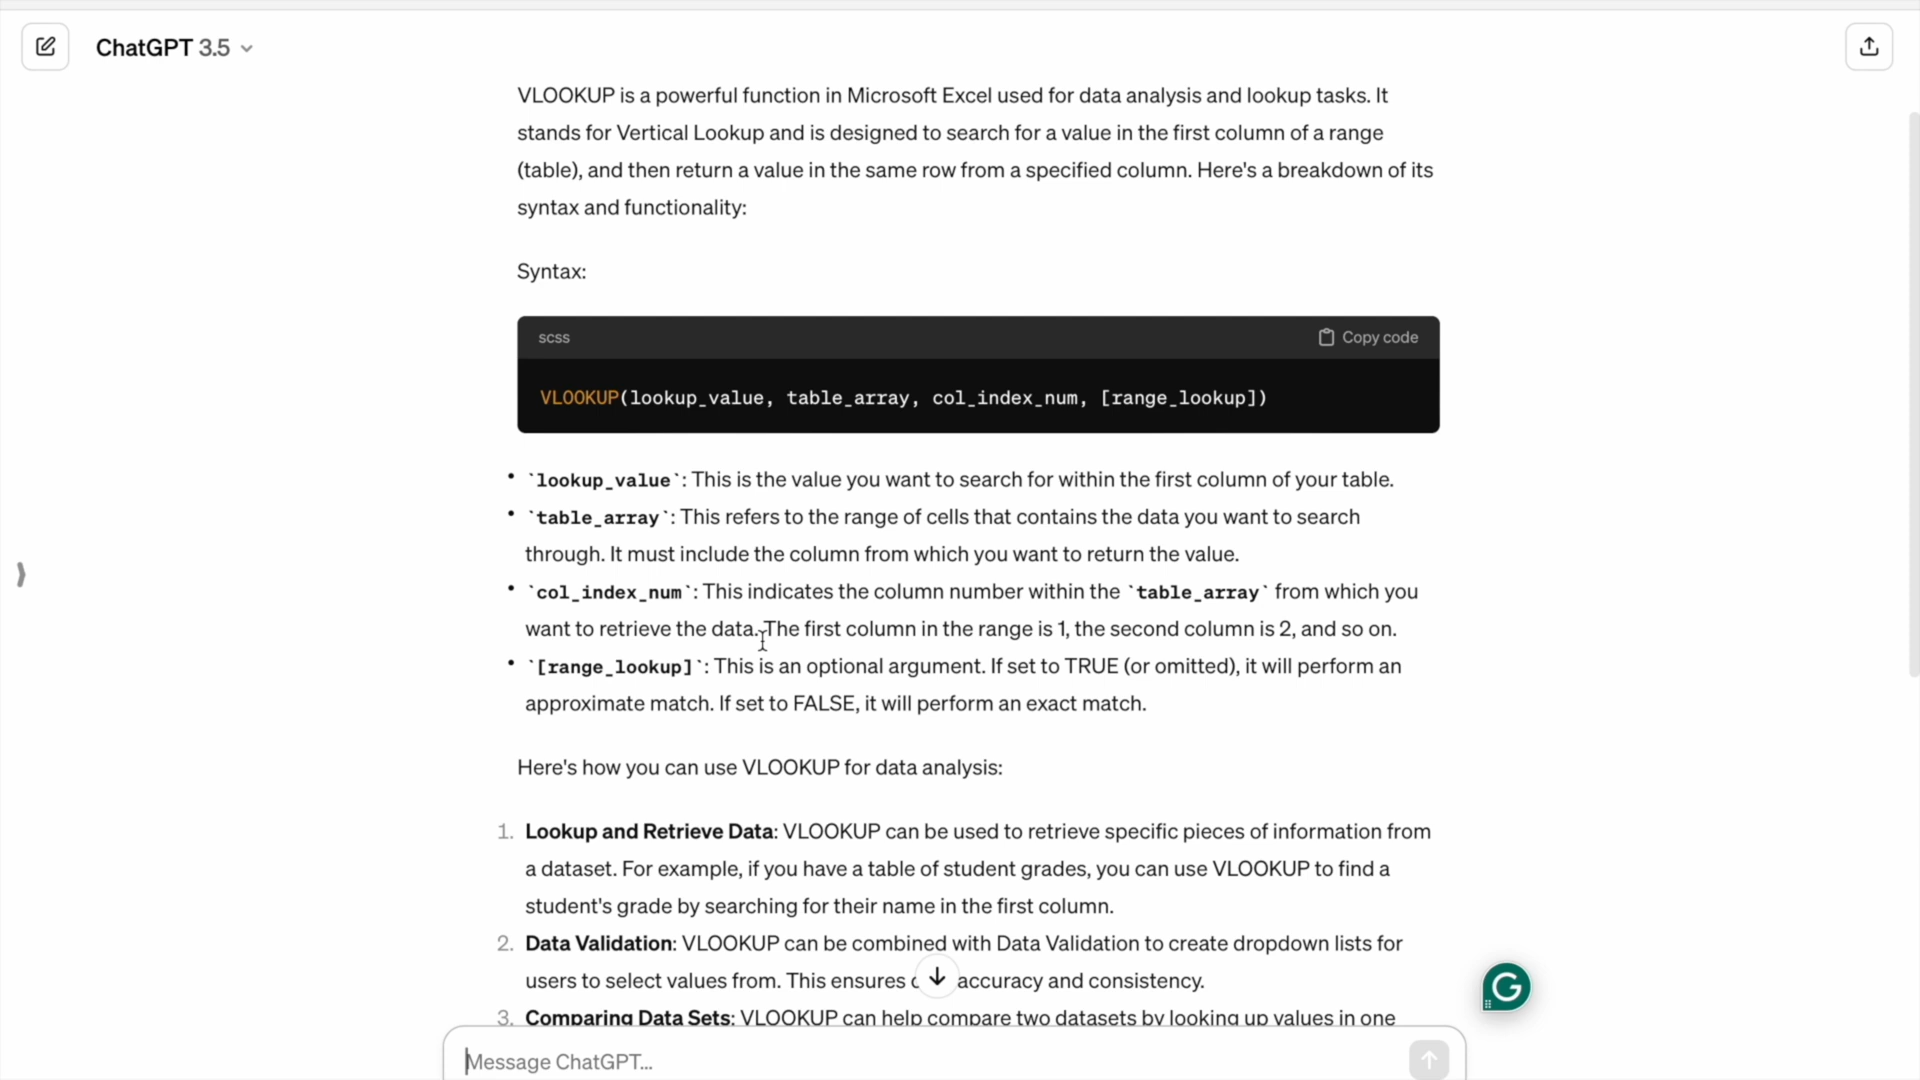 ChatGPT 3.5
VLOOKUP is a powerful function in Microsoft Excel used for data analysis and lookup tasks. It
stands for Vertical Lookup and is designed to search for a value in the first column of a range
(table), and then return a value in the same row from a specified column. Here's a breakdown of its
syntax and functionality:
Syntax:
scss Copy code
VLOOKUP(lookup_value, table_array, col_index_num, [range_lookup])
• `lookup_value`: This is the value you want to search for within the first column of your table.
• `table_array`: This refers to the range of cells that contains the data you want to search
through. It must include the column from which you want to return the value.
• `col_index_num`: This indicates the column number within the `table_array` from which you
want to retrieve the data. The first column in the range is 1, the second column is 2, and so on.
• `[range_lookup]`: This is an optional argument. If set to TRUE (or omitted), it will perform an
approximate match. If set to FALSE, it will perform an exact match.
Here's how you can use VLOOKUP for data analysis:
1. Lookup and Retrieve Data: VLOOKUP can be used to retrieve specific pieces of information from
a dataset. For example, if you have a table of student grades, you can use VLOOKUP to find a
student's grade by searching for their name in the first column.
2. Data Validation: VLOOKUP can be combined with Data Validation to create dropdown lists for
users to select values from. This ensures accuracy and consistency.
3. Comparing Data Sets: VLOOKUP can help compare two datasets by looking up values in one
Message ChatGPT...
G